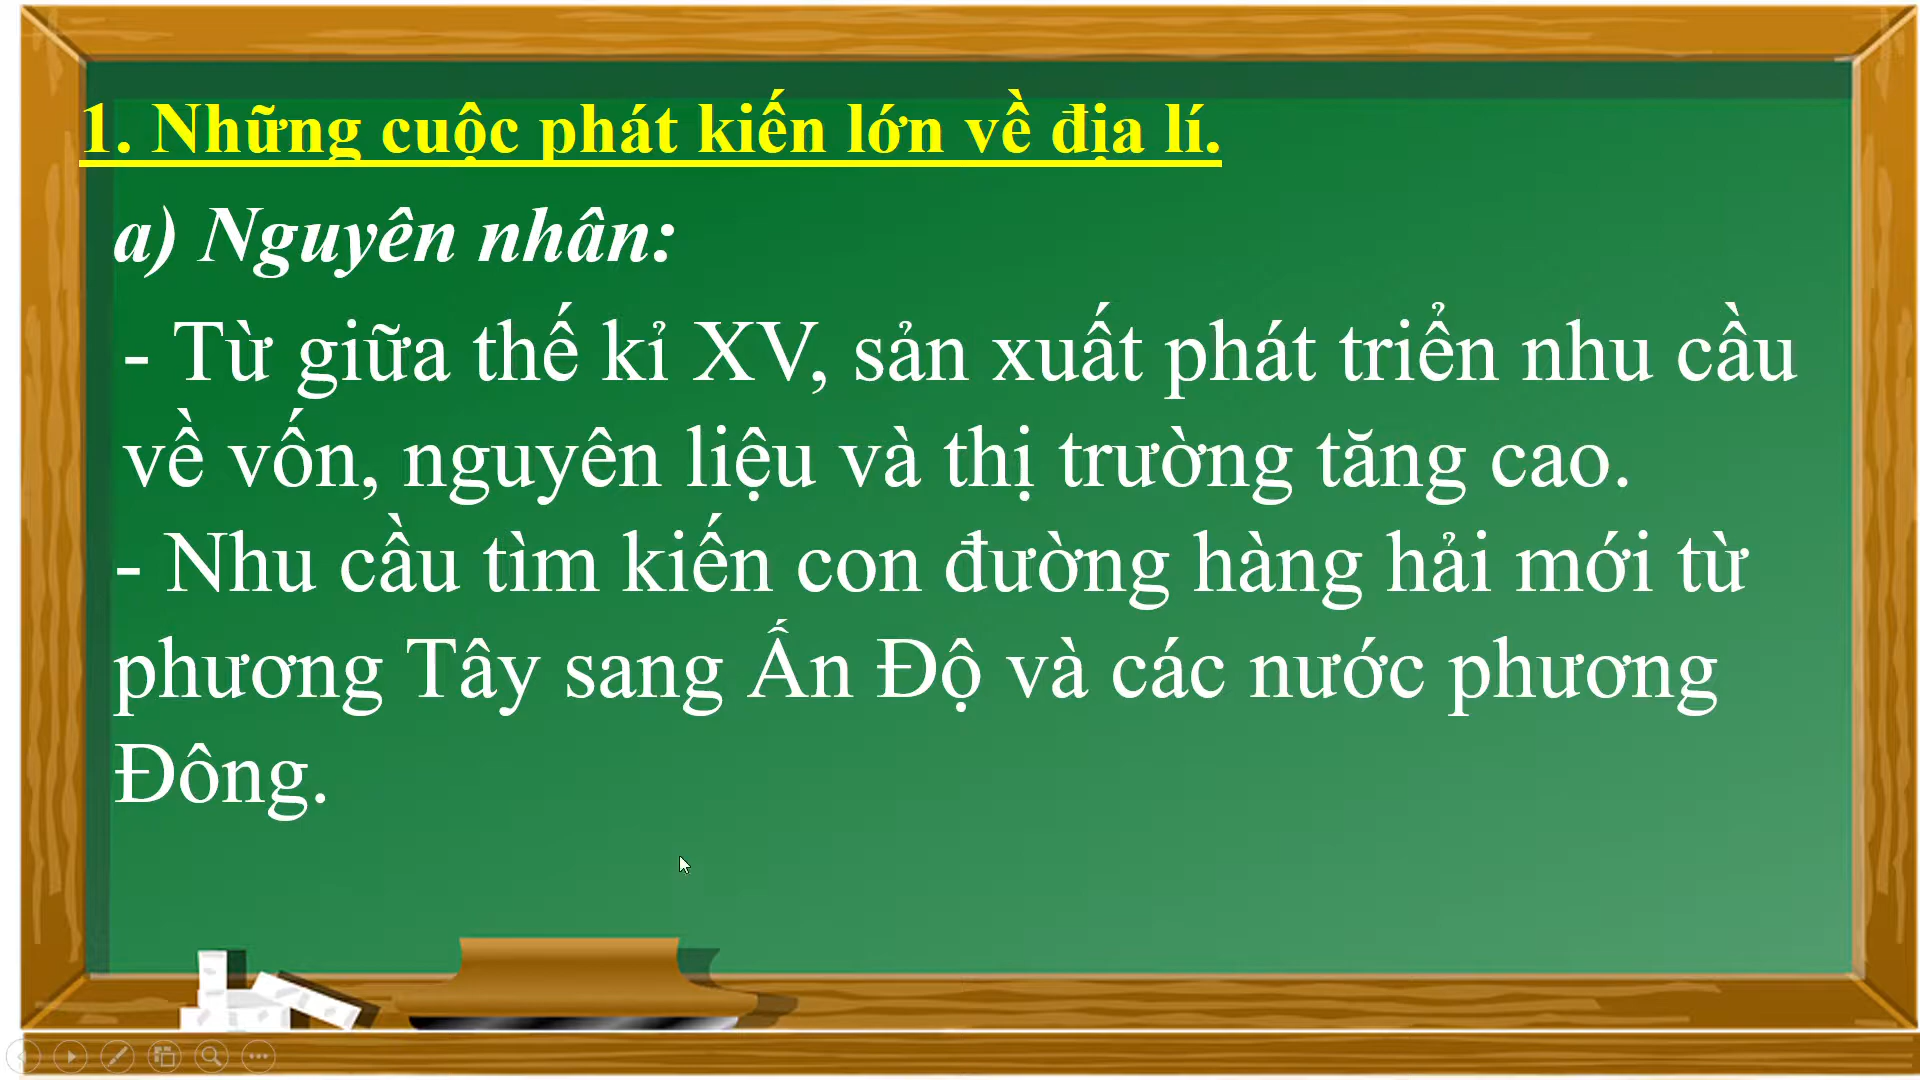 1. Những cuộc phát kiến lớn về địa lí.
a) Nguyên nhân:
- Từ giữa thế kỉ XV, sản xuất phát triển nhu cầu
về vốn, nguyên liệu và thị trường tăng cao.
- Nhu cầu tìm kiến con đường hàng hải mới từ
phương Tây sang Ấn Độ và các nước phương
Đông.